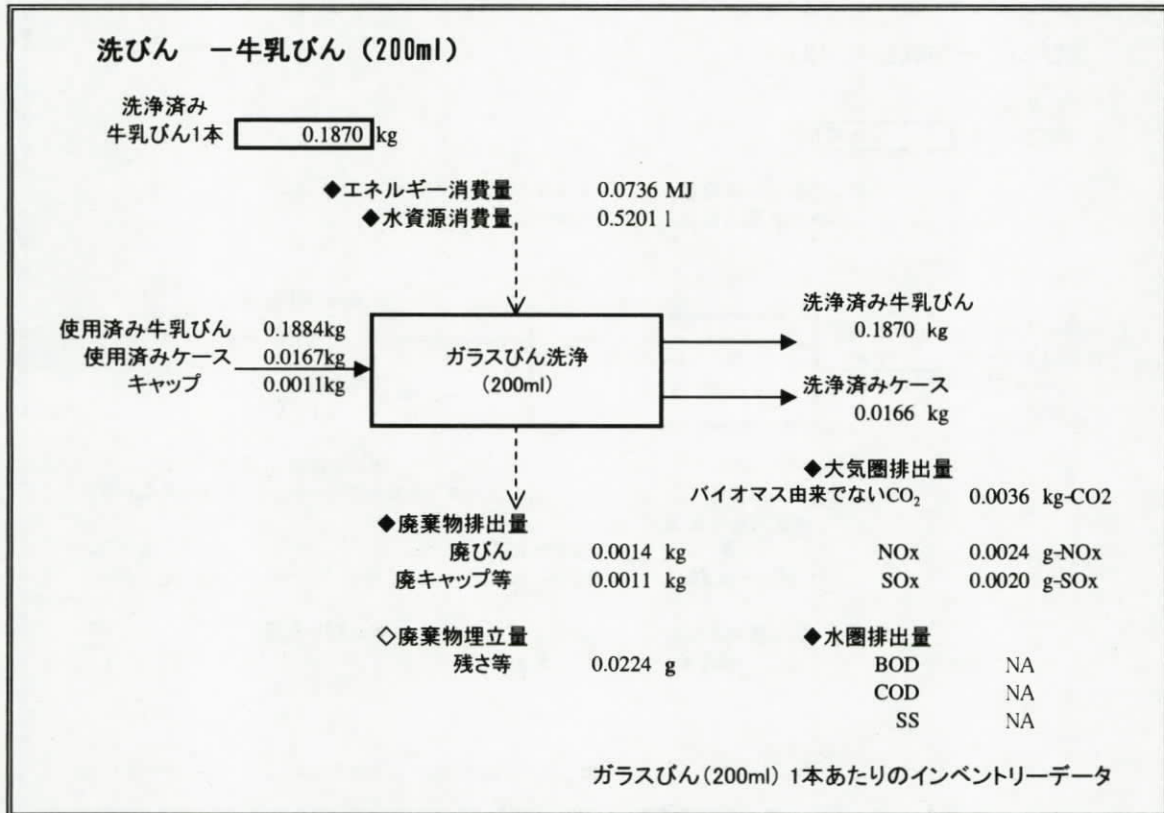 洗びん －牛乳びん（200ml）
洗浄済み
牛乳びん1本 0.1870 kg
◆エネルギー消費量 0.0736 MJ
◆水資源消費量 0.5201 l
使用済み牛乳びん 0.1884kg
使用済みケース 0.0167kg
キャップ 0.0011kg
ガラスびん洗浄
(200ml)
洗浄済み牛乳びん
0.1870 kg
洗浄済みケース
0.0166 kg
◆大気圏排出量
バイオマス由来でないCO₂ 0.0036 kg-CO2
NOx 0.0024 g-NOx
SOx 0.0020 g-SOx
◆廃棄物排出量
廃びん 0.0014 kg
廃キャップ等 0.0011 kg
◇廃棄物埋立量
残さ等 0.0224 g
◆水圏排出量
BOD NA
COD NA
SS NA
ガラスびん(200ml) 1本あたりのインベントリーデータ